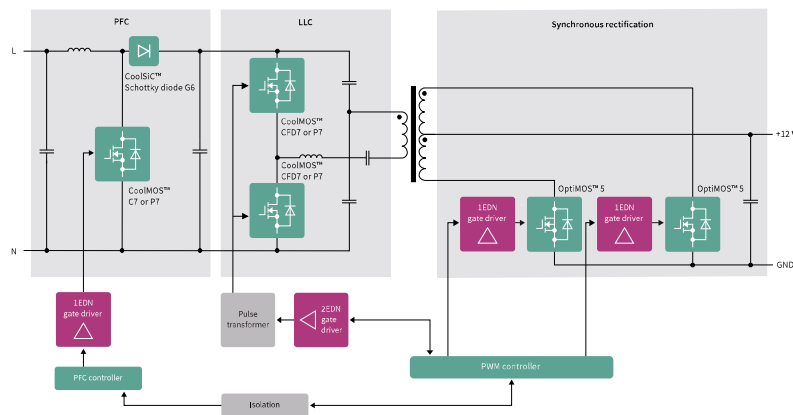 PFC
LLC
Synchronous rectification
L
CoolSiC™
Schottky diode G6
CoolMOS™
CFD7 or P7
CoolMOS™
C7 or P7
CoolMOS™
CFD7 or P7
+12 V
1EDN
gate driver
OptiMOS™ 5
1EDN
gate driver
OptiMOS™ 5
N
GND
1EDN
gate driver
Pulse
transformer
2EDN
gate
driver
PFC controller
PWM controller
Isolation